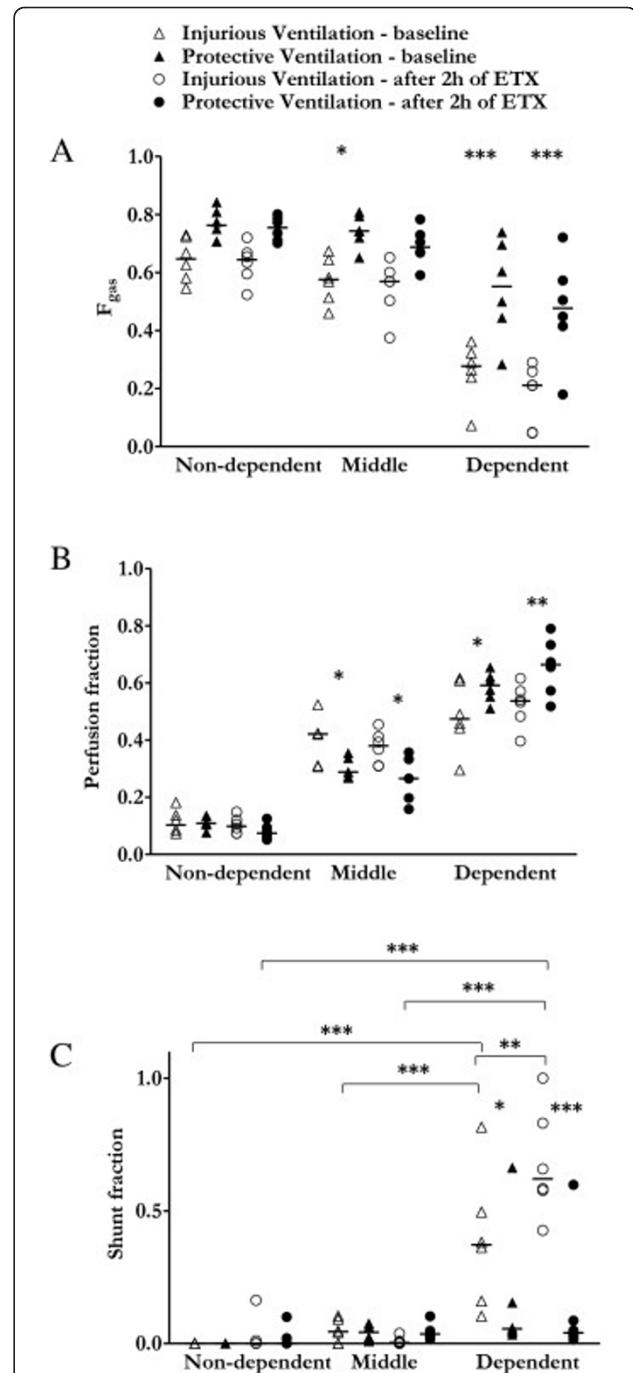 △ Injurious Ventilation - baseline
▲ Protective Ventilation - baseline
○ Injurious Ventilation - after 2h of ETX
● Protective Ventilation - after 2h of ETX
A
1.0
0.8
0.6
0.4
0.2
0.0
Fgas
* *** ***
Non-dependent Middle Dependent
B
1.0
0.8
0.6
0.4
0.2
0.0
Perfusion fraction
* * * **
Non-dependent Middle Dependent
C
1.0
0.5
0.0
Shunt fraction
***
***
*** **
***
* ***
Non-dependent Middle Dependent